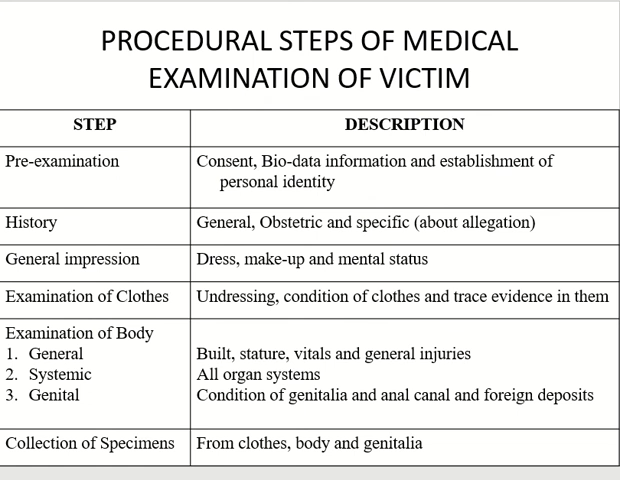 PROCEDURAL STEPS OF MEDICAL
EXAMINATION OF VICTIM
STEP DESCRIPTION
Pre-examination Consent, Bio-data information and establishment of
personal identity
History General, Obstetric and specific (about allegation)
General impression Dress, make-up and mental status
Examination of Clothes Undressing, condition of clothes and trace evidence in them
Examination of Body
1. General Built, stature, vitals and general injuries
2. Systemic All organ systems
3. Genital Condition of genitalia and anal canal and foreign deposits
Collection of Specimens From clothes, body and genitalia